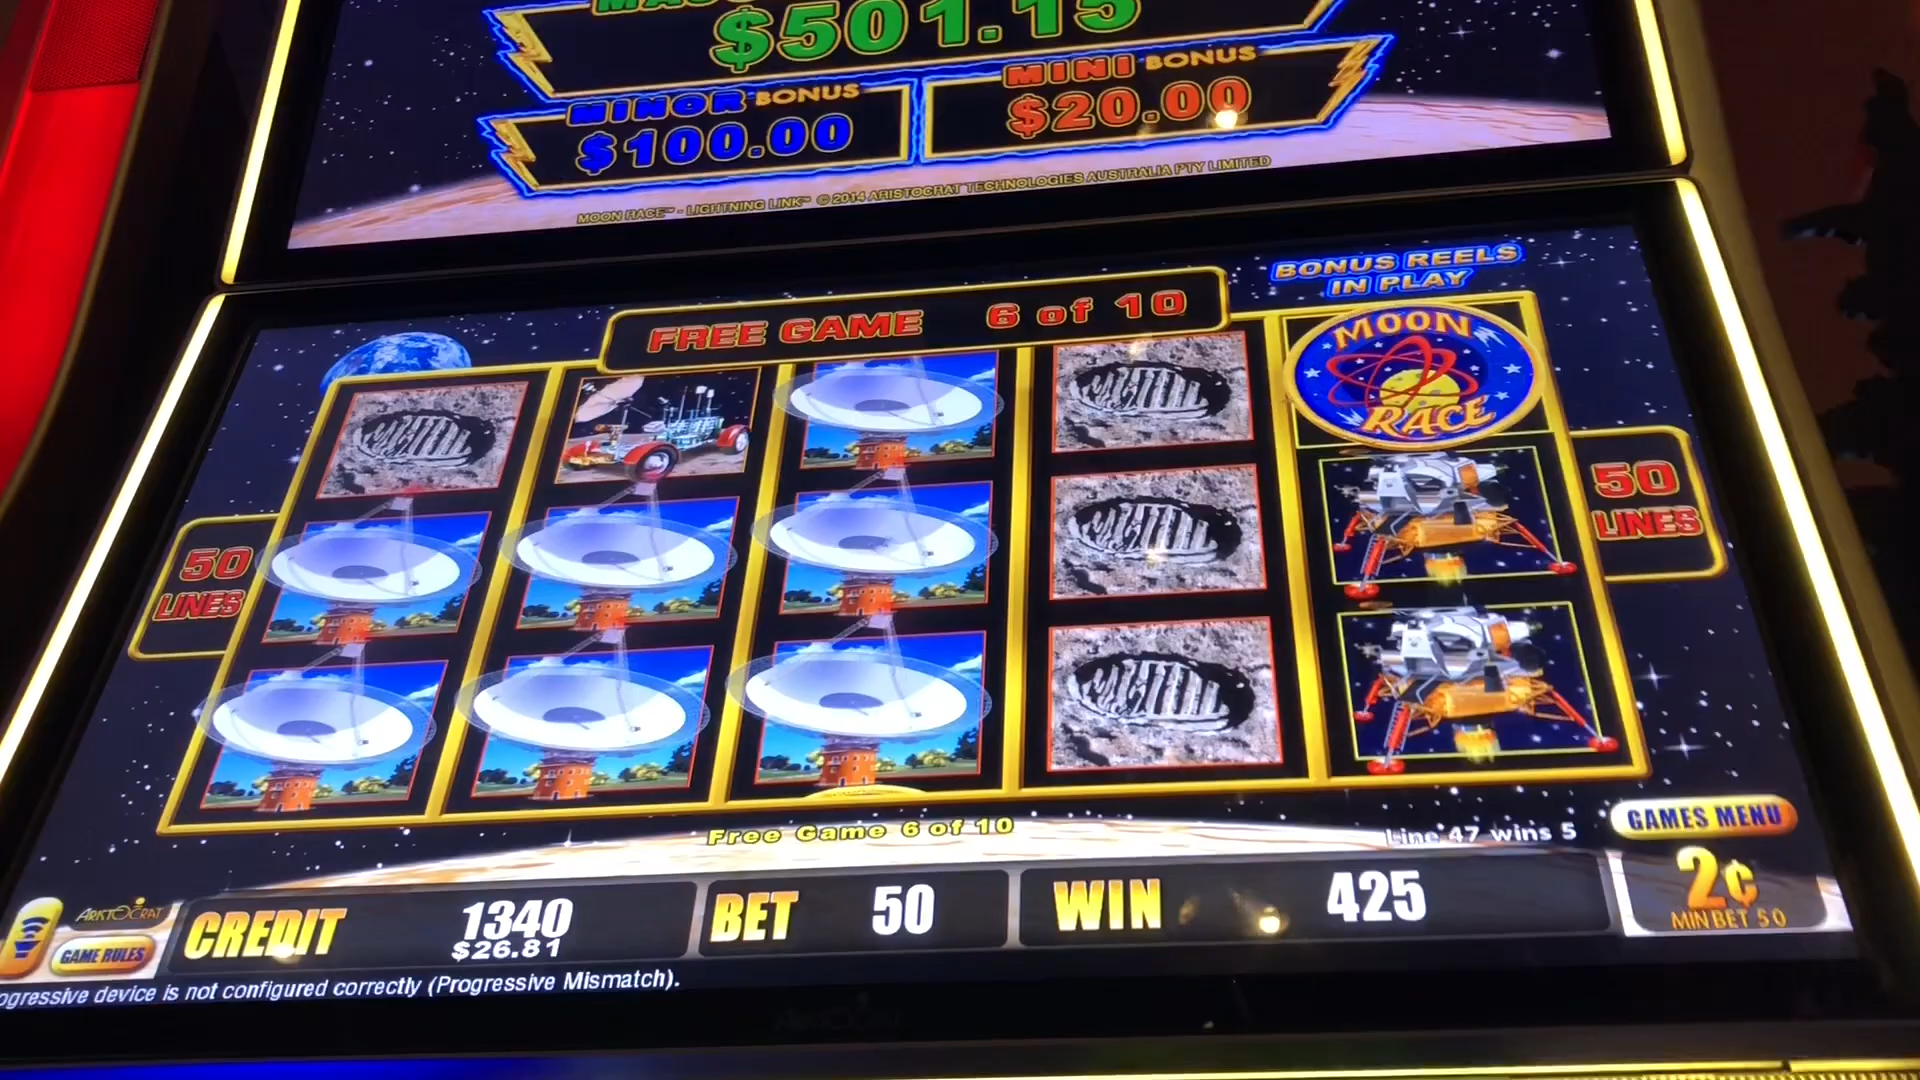 $501.15
MINOR BONUS
$100.00
MINI BONUS
$20.00
MOON RACE™ - LIGHTNING LINK™ © 2014 ARISTOCRAT TECHNOLOGIES AUSTRALIA PTY LIMITED
BONUS REELS
IN PLAY
FREE GAME 6 of 10
MOON
RACE
50
LINES
50
LINES
Free Game 6 of 10
Line 47 wins 5
GAMES MENU
ARISTOCRAT
GAME RULES
CREDIT 1340
$26.81
BET 50
WIN 425
2¢
MIN BET 50
ogressive device is not configured correctly (Progressive Mismatch).